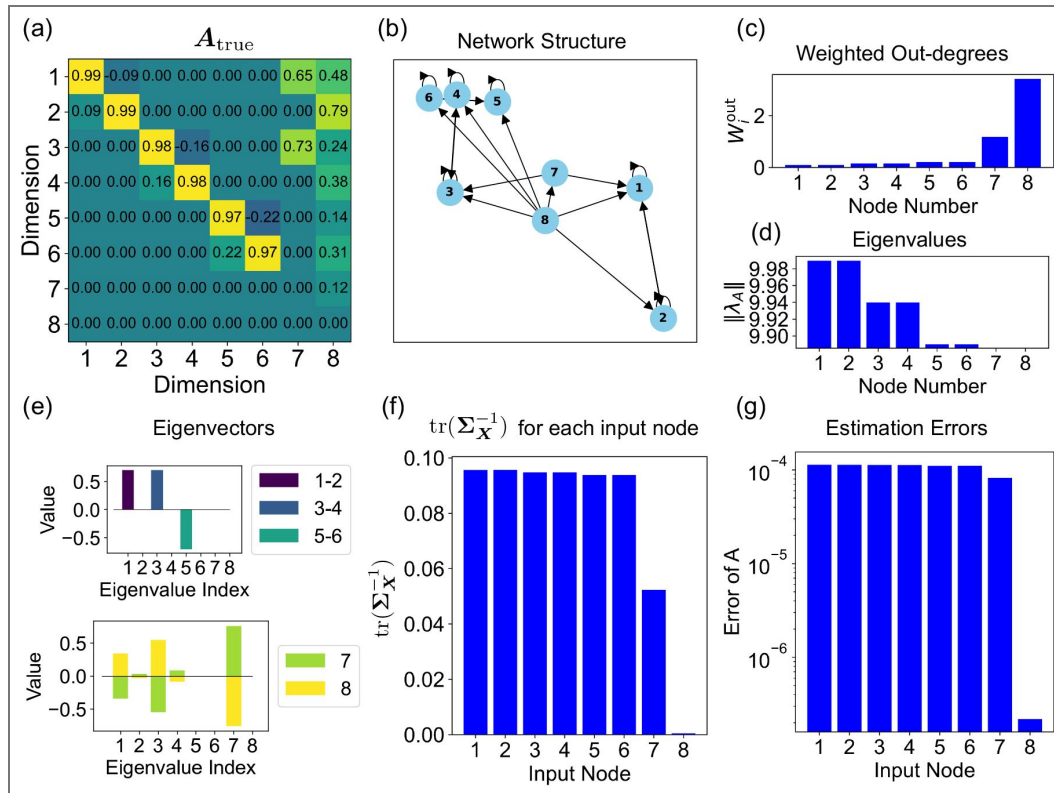 (a)
A_true
1 0.99 -0.09 0.00 0.00 0.00 0.00 0.65 0.48
2 0.09 0.99 0.00 0.00 0.00 0.00 0.00 0.79
3 0.00 0.00 0.98 -0.16 0.00 0.00 0.73 0.24
4 0.00 0.00 0.16 0.98 0.00 0.00 0.00 0.38
5 0.00 0.00 0.00 0.00 0.97 -0.22 0.00 0.14
6 0.00 0.00 0.00 0.00 0.22 0.97 0.00 0.31
7 0.00 0.00 0.00 0.00 0.00 0.00 0.00 0.12
8 0.00 0.00 0.00 0.00 0.00 0.00 0.00 0.00
1 2 3 4 5 6 7 8
Dimension
Dimension
(b)
Network Structure
6 4 5
7
3 1
8
2
(c)
Weighted Out-degrees
W_i^out
2
0
1 2 3 4 5 6 7 8
Node Number
(d)
Eigenvalues
‖λ_A‖
9.98
9.96
9.94
9.92
9.90
1 2 3 4 5 6 7 8
Node Number
(e)
Eigenvectors
Value
0.5
0.0
−0.5
1 2 3 4 5 6 7 8
Eigenvalue Index
1-2
3-4
5-6
Value
0.5
0.0
−0.5
1 2 3 4 5 6 7 8
Eigenvalue Index
7
8
(f)
tr(Σ_X^−1) for each input node
tr(Σ_X^−1)
0.10
0.08
0.06
0.04
0.02
0.00
1 2 3 4 5 6 7 8
Input Node
(g)
Estimation Errors
Error of A
10^−4
10^−5
10^−6
1 2 3 4 5 6 7 8
Input Node